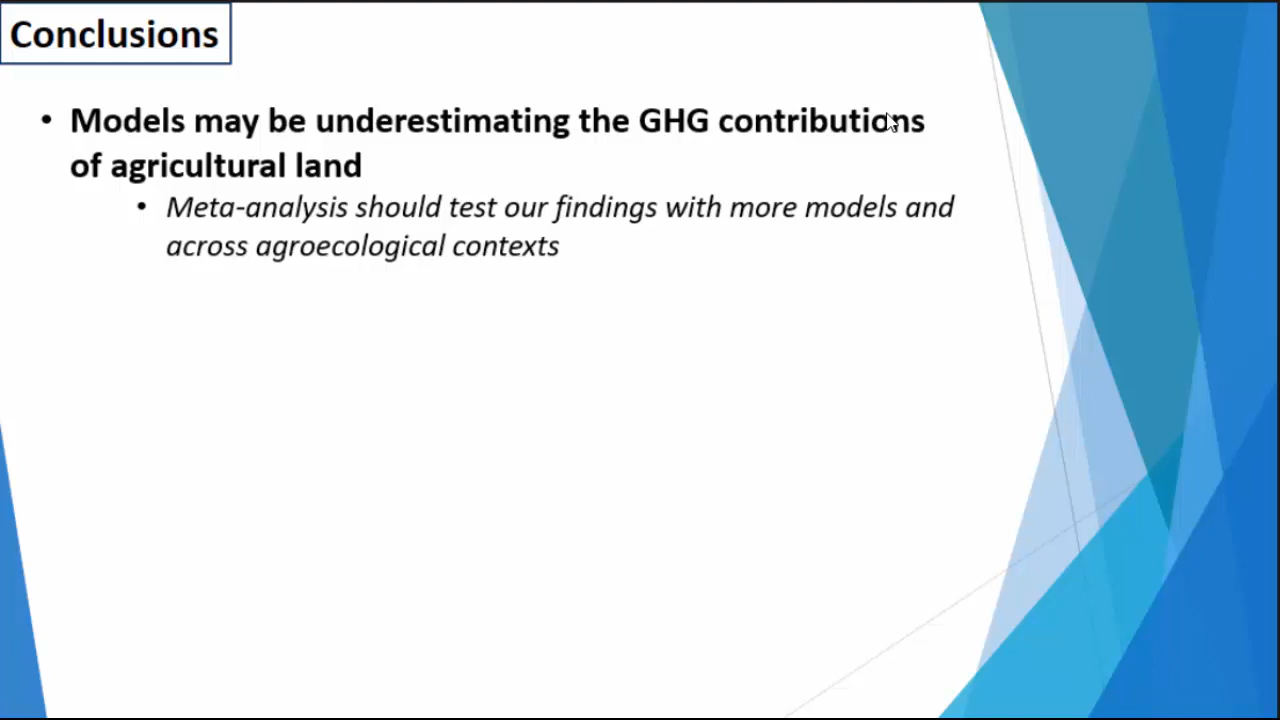 Conclusions
• Models may be underestimating the GHG contributions
of agricultural land
• Meta-analysis should test our findings with more models and
across agroecological contexts